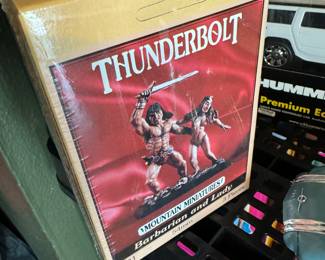 THUNDERBOLT
MOUNTAIN MINIATURES
Barbarian and Lady
HUMM
Premium E